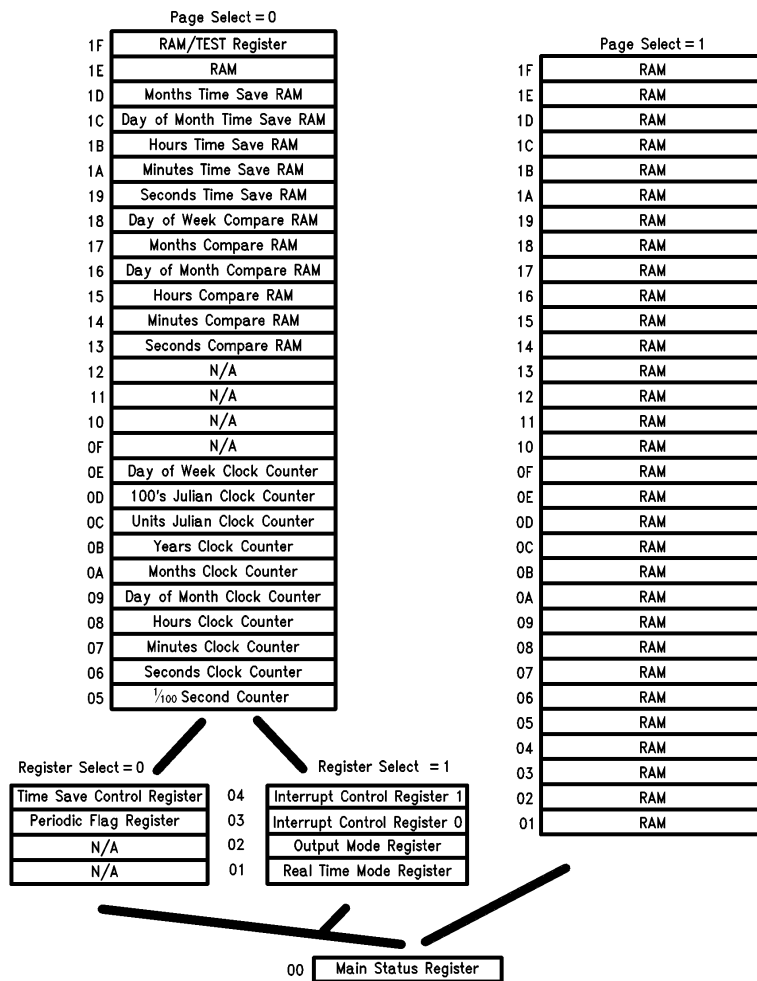 Page Select = 0
1F RAM/TEST Register
1E RAM
1D Months Time Save RAM
1C Day of Month Time Save RAM
1B Hours Time Save RAM
1A Minutes Time Save RAM
19 Seconds Time Save RAM
18 Day of Week Compare RAM
17 Months Compare RAM
16 Day of Month Compare RAM
15 Hours Compare RAM
14 Minutes Compare RAM
13 Seconds Compare RAM
12 N/A
11 N/A
10 N/A
0F N/A
0E Day of Week Clock Counter
0D 100's Julian Clock Counter
0C Units Julian Clock Counter
0B Years Clock Counter
0A Months Clock Counter
09 Day of Month Clock Counter
08 Hours Clock Counter
07 Minutes Clock Counter
06 Seconds Clock Counter
05 1/100 Second Counter
Page Select = 1
1F RAM
1E RAM
1D RAM
1C RAM
1B RAM
1A RAM
19 RAM
18 RAM
17 RAM
16 RAM
15 RAM
14 RAM
13 RAM
12 RAM
11 RAM
10 RAM
0F RAM
0E RAM
0D RAM
0C RAM
0B RAM
0A RAM
09 RAM
08 RAM
07 RAM
06 RAM
05 RAM
04 RAM
03 RAM
02 RAM
01 RAM
Register Select = 0 Register Select = 1
Time Save Control Register 04 Interrupt Control Register 1
Periodic Flag Register 03 Interrupt Control Register 0
N/A 02 Output Mode Register
N/A 01 Real Time Mode Register
00 Main Status Register